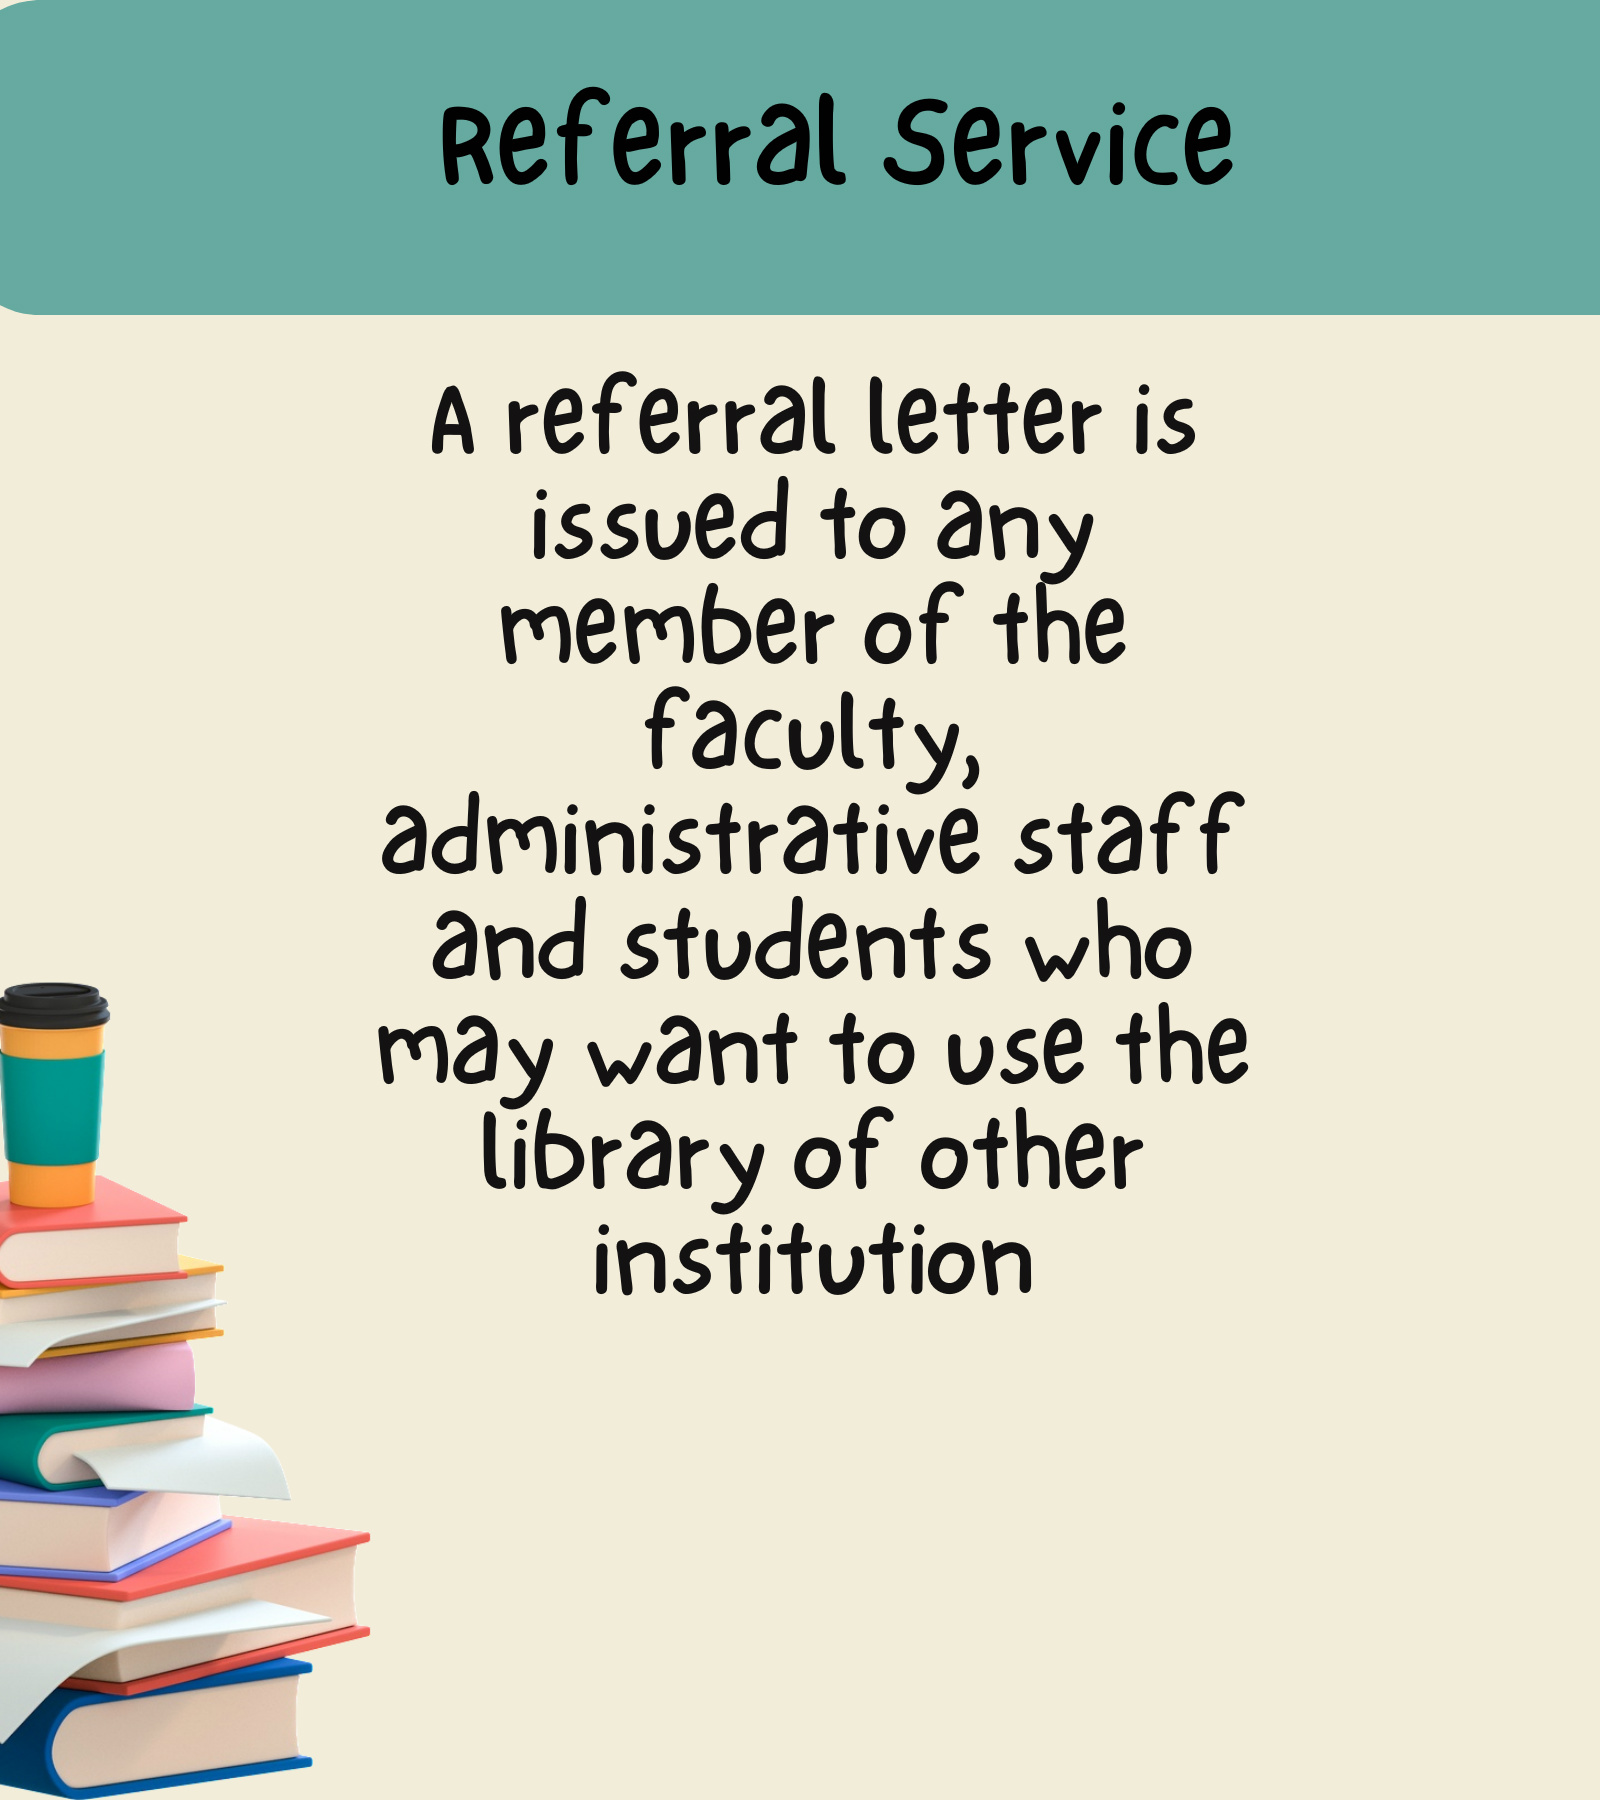 Referral Service
A referral letter is
issued to any
member of the
faculty,
administrative staff
and students who
may want to use the
library of other
institution